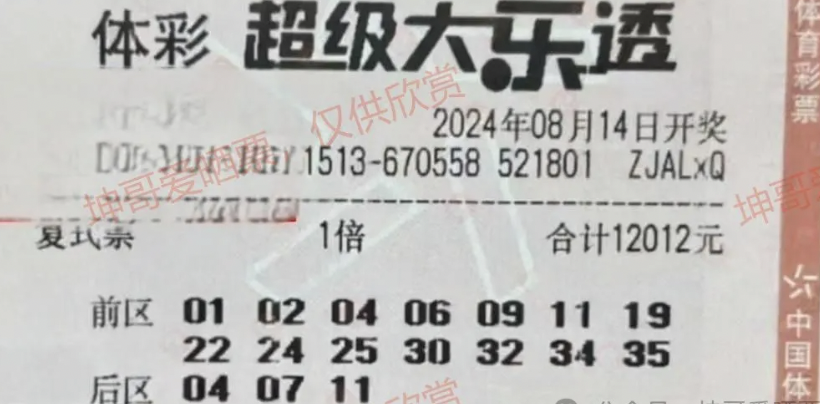 体彩 超级大乐透
2024年08月14日开奖
1513-670558 521801 ZJALxQ
复式票 1倍 合计12012元
前区 01 02 04 06 09 11 19
22 24 25 30 32 34 35
后区 04 07 11
坤哥爱晒票 仅供欣赏
坤哥
欣赏
体育彩票
中国体